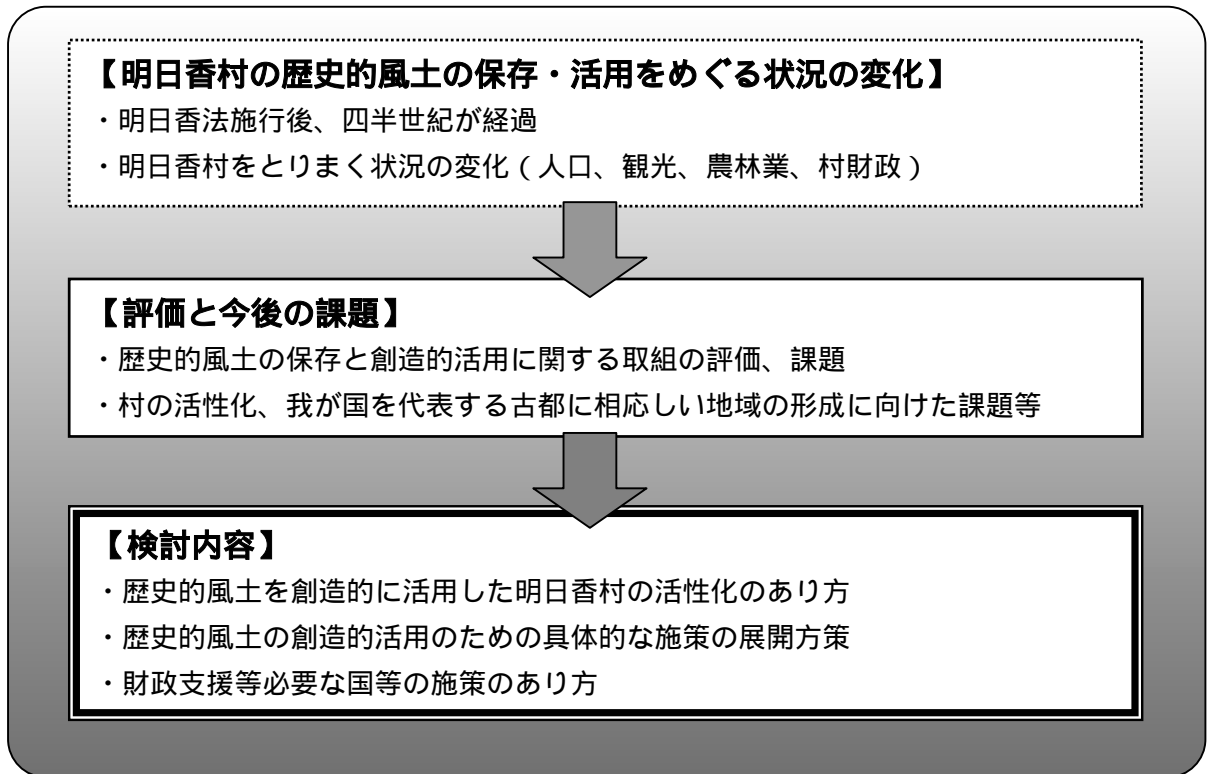 【明日香村の歴史的風土の保存・活用をめぐる状況の変化】
・明日香法施行後、四半世紀が経過
・明日香村をとりまく状況の変化（人口、観光、農林業、村財政）
【評価と今後の課題】
・歴史的風土の保存と創造的活用に関する取組の評価、課題
・村の活性化、我が国を代表する古都に相応しい地域の形成に向けた課題等
【検討内容】
・歴史的風土を創造的に活用した明日香村の活性化のあり方
・歴史的風土の創造的活用のための具体的な施策の展開方策
・財政支援等必要な国等の施策のあり方